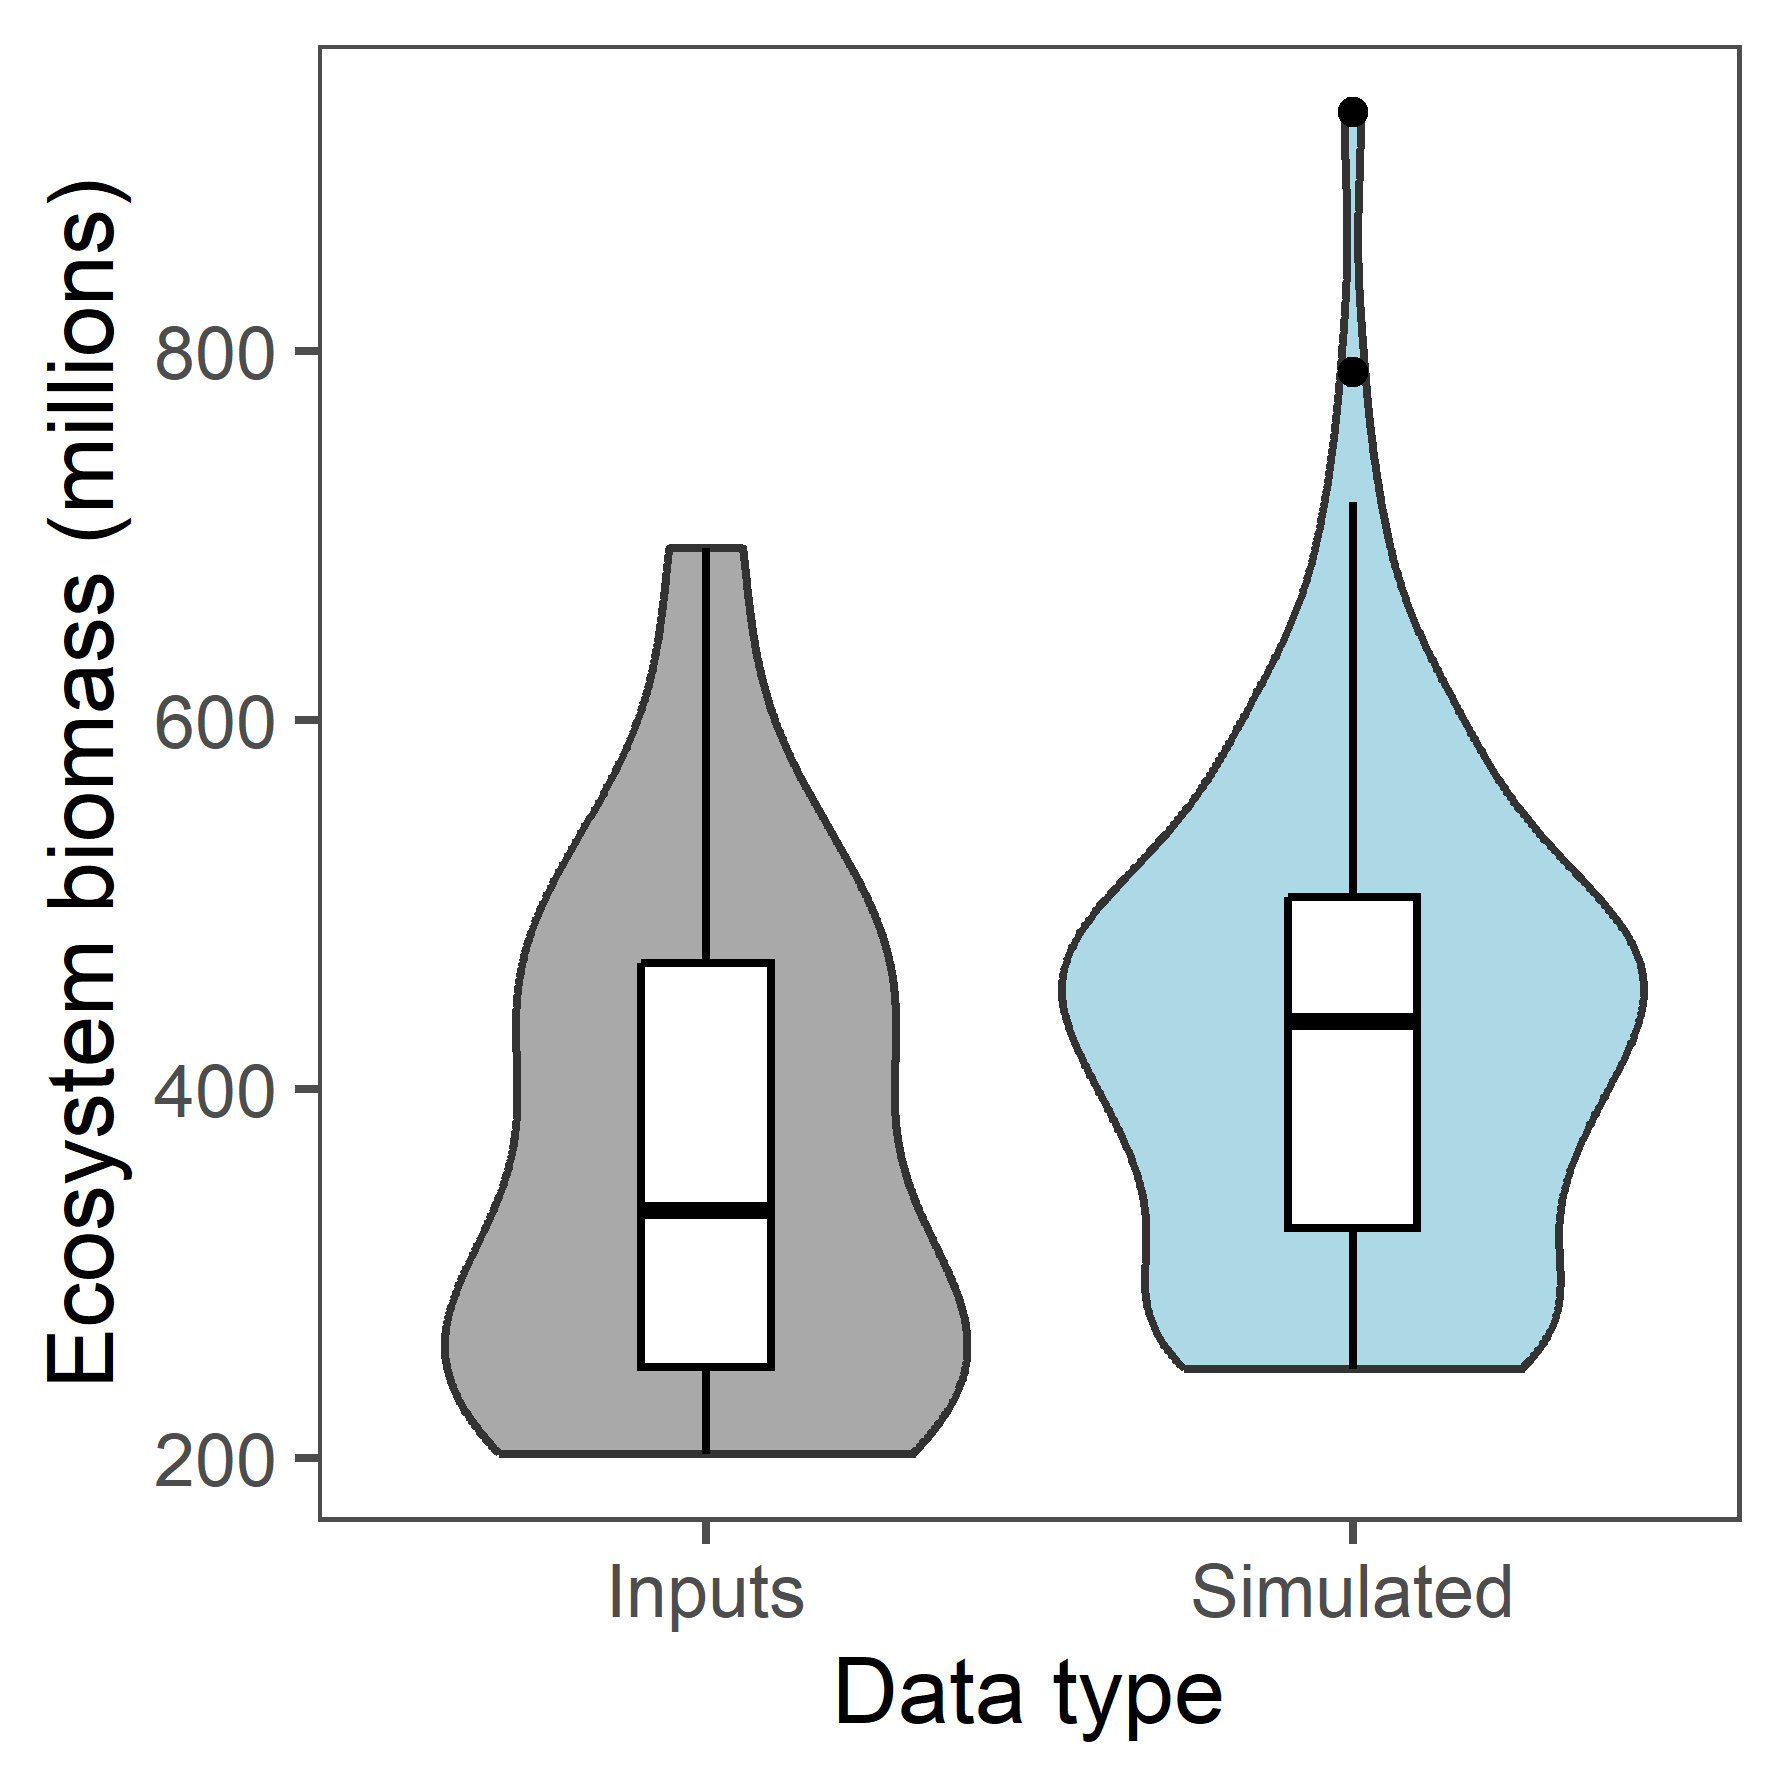 Ecosystem biomass (millions)
800
600
400
200
Inputs Simulated
Data type